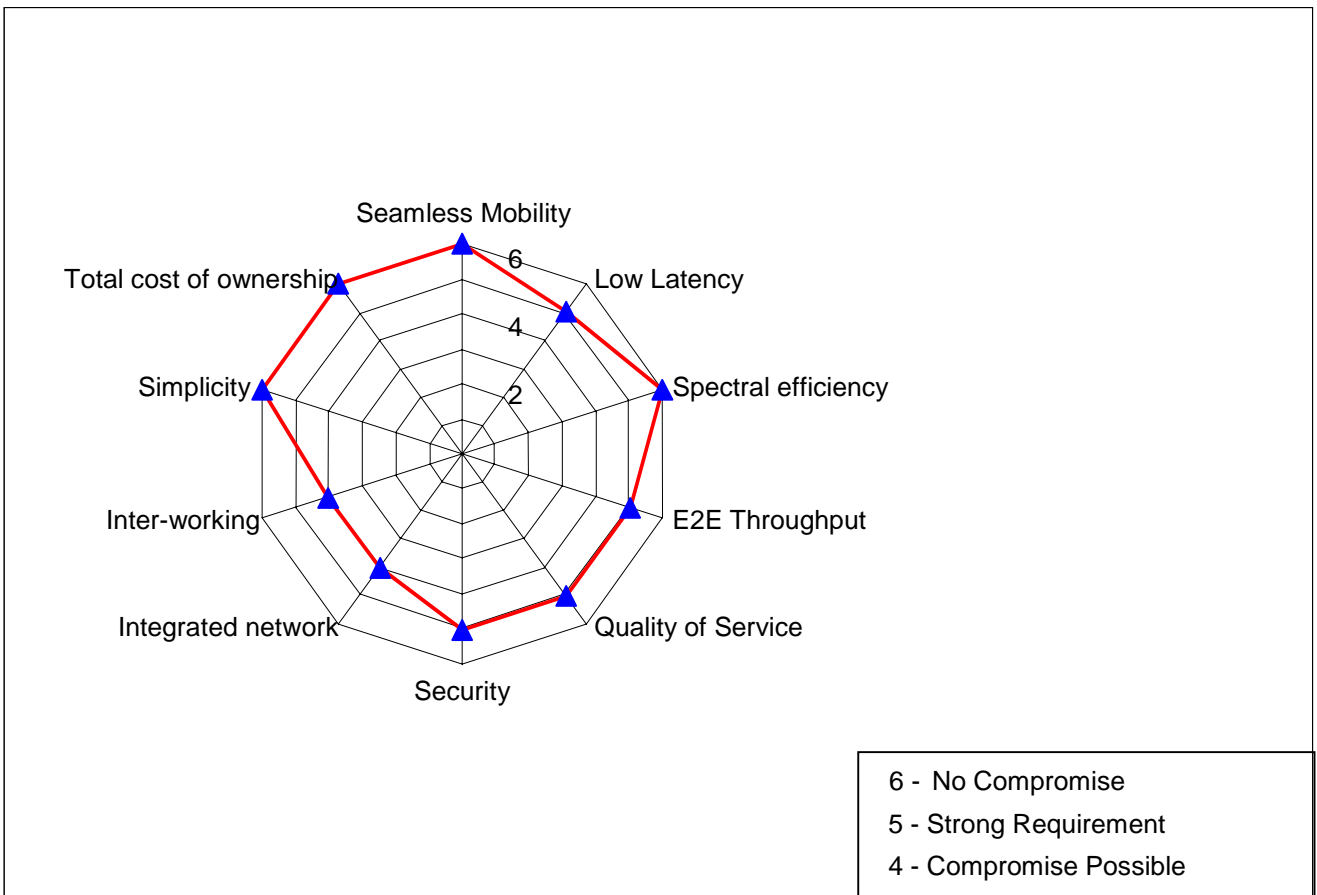 Seamless Mobility
6
Total cost of ownership
Low Latency
4
Simplicity
Spectral efficiency
2
Inter-working
E2E Throughput
Integrated network
Quality of Service
Security
6 - No Compromise
5 - Strong Requirement
4 - Compromise Possible